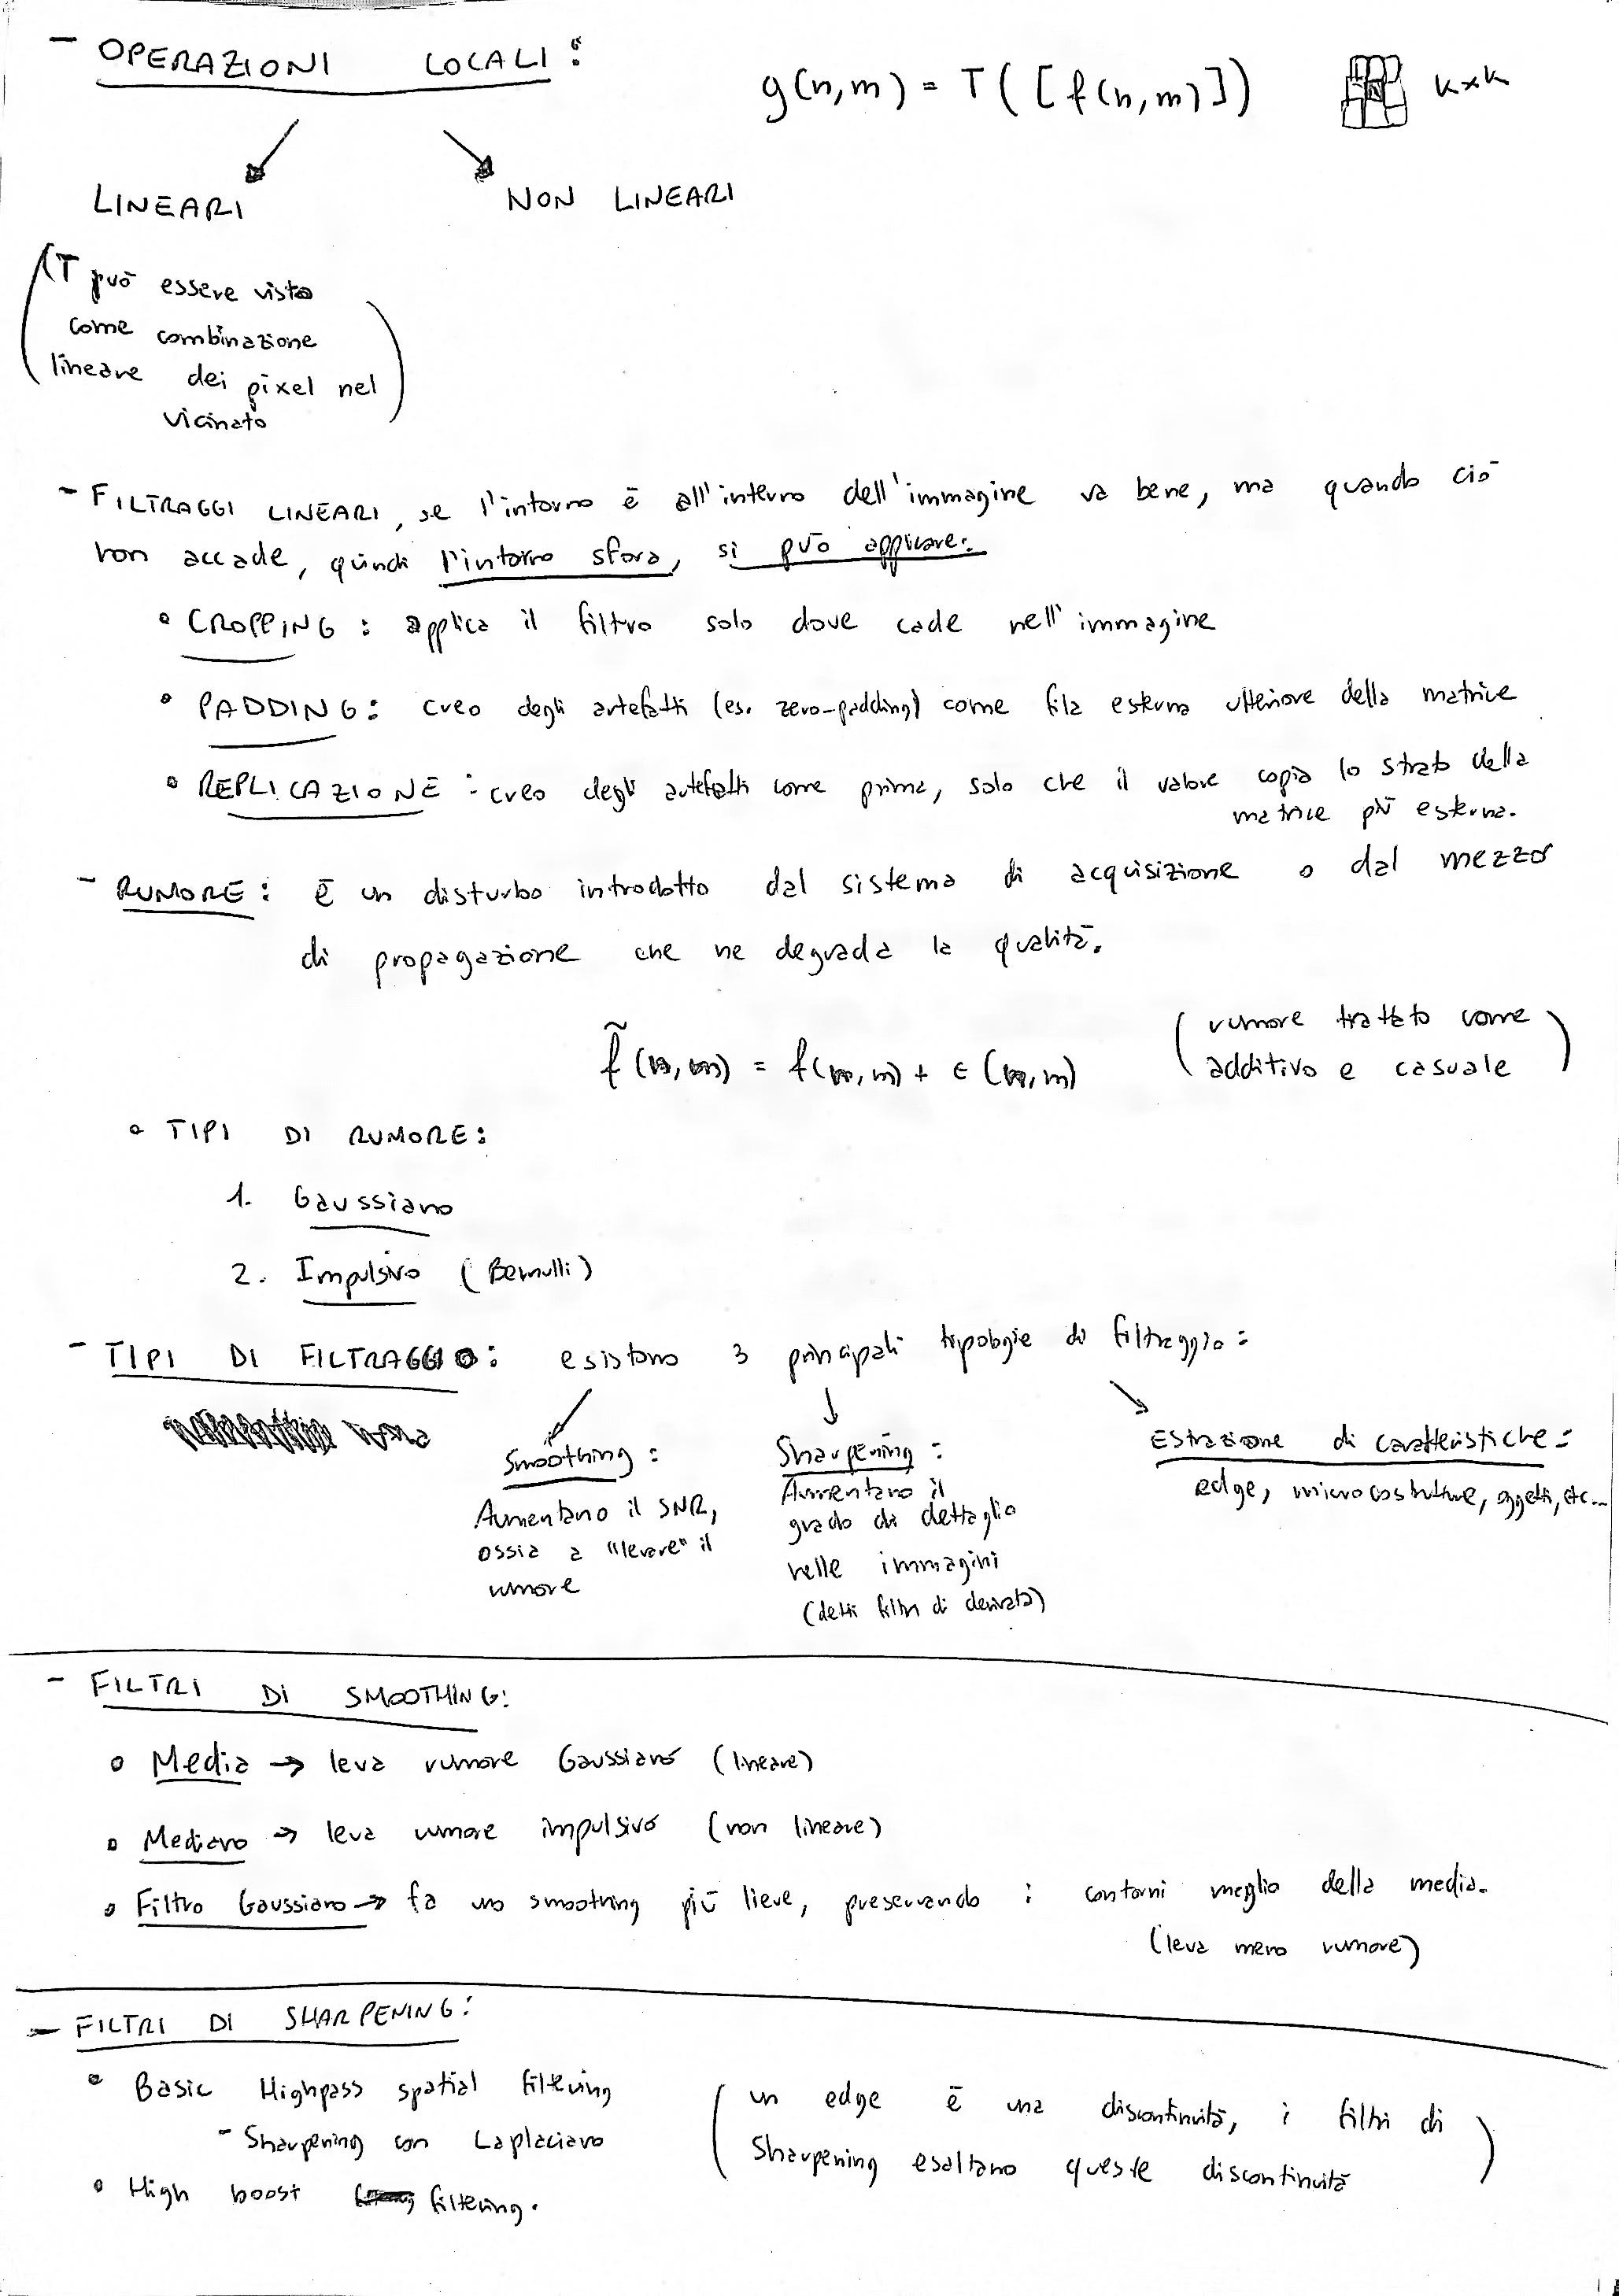 - OPERAZIONI LOCALI:
g(n,m) = T([f(n,m)])
K×K
LINEARI
NON LINEARI
(T può essere vista
come combinazione
lineare dei pixel nel
vicinato)
- FILTRAGGI LINEARI, se l'intorno è all'interno dell'immagine va bene, ma quando ciò
non accade, quindi l'intorno sfora, si può applicare:
• CROPPING: applica il filtro solo dove cade nell'immagine
• PADDING: creo degli artefatti (es. zero-padding) come fila esterna ulteriore della matrice
• REPLICAZIONE: creo degli artefatti come prima, solo che il valore copia lo strato della
matrice più esterna.
- RUMORE: è un disturbo introdotto dal sistema di acquisizione o dal mezzo
di propagazione che ne degrada la qualità.
f̃(n,m) = f(n,m) + ε(n,m)
(rumore trattato come
additivo e casuale)
• TIPI DI RUMORE:
1. Gaussiano
2. Impulsivo (Bernulli)
- TIPI DI FILTRAGGIO: esistono 3 principali tipologie di filtraggio:
Smoothing:
Aumentano il SNR,
ossia a "levare" il
rumore
Sharpening:
Aumentano il
grado di dettaglio
nelle immagini
(detti filtri di derivata)
Estrazione di caratteristiche:
edge, microcostutture, oggetti, etc...
- FILTRI DI SMOOTHING:
• Media → leva rumore Gaussiano (lineare)
• Mediano → leva rumore impulsivo (non lineare)
• Filtro Gaussiano → fa uno smoothing più lieve, preservando i contorni meglio della media.
(leva meno rumore)
- FILTRI DI SHARPENING:
• Basic Highpass spatial filtering
- Sharpening con Laplaciano
• High boost filtering.
(un edge è una discontinuità, i filtri di
sharpening esaltano queste discontinuità)